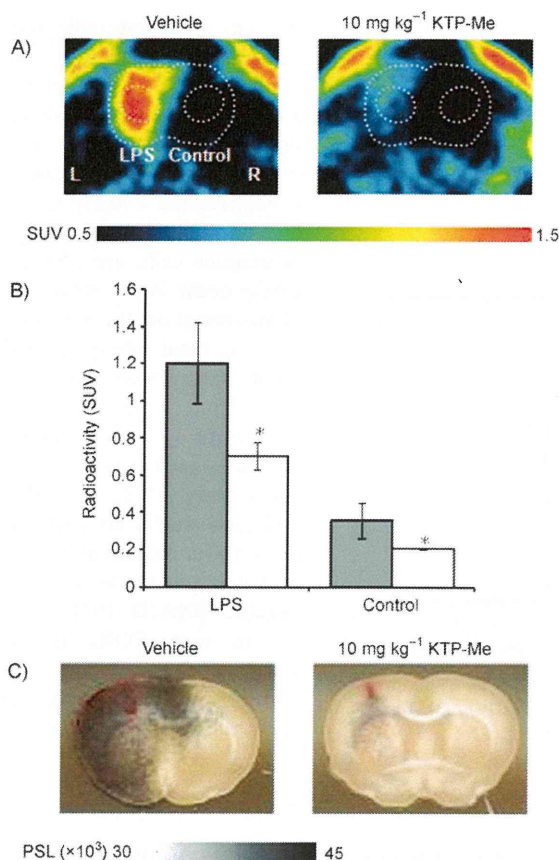 A)
Vehicle
10 mg kg⁻¹ KTP-Me
LPS Control
L R
SUV 0.5 1.5
B)
Radioactivity (SUV)
1.6
1.4
1.2
1
0.8
0.6
0.4
0.2
0
*
*
LPS
Control
C)
Vehicle
10 mg kg⁻¹ KTP-Me
PSL (×10³) 30 45